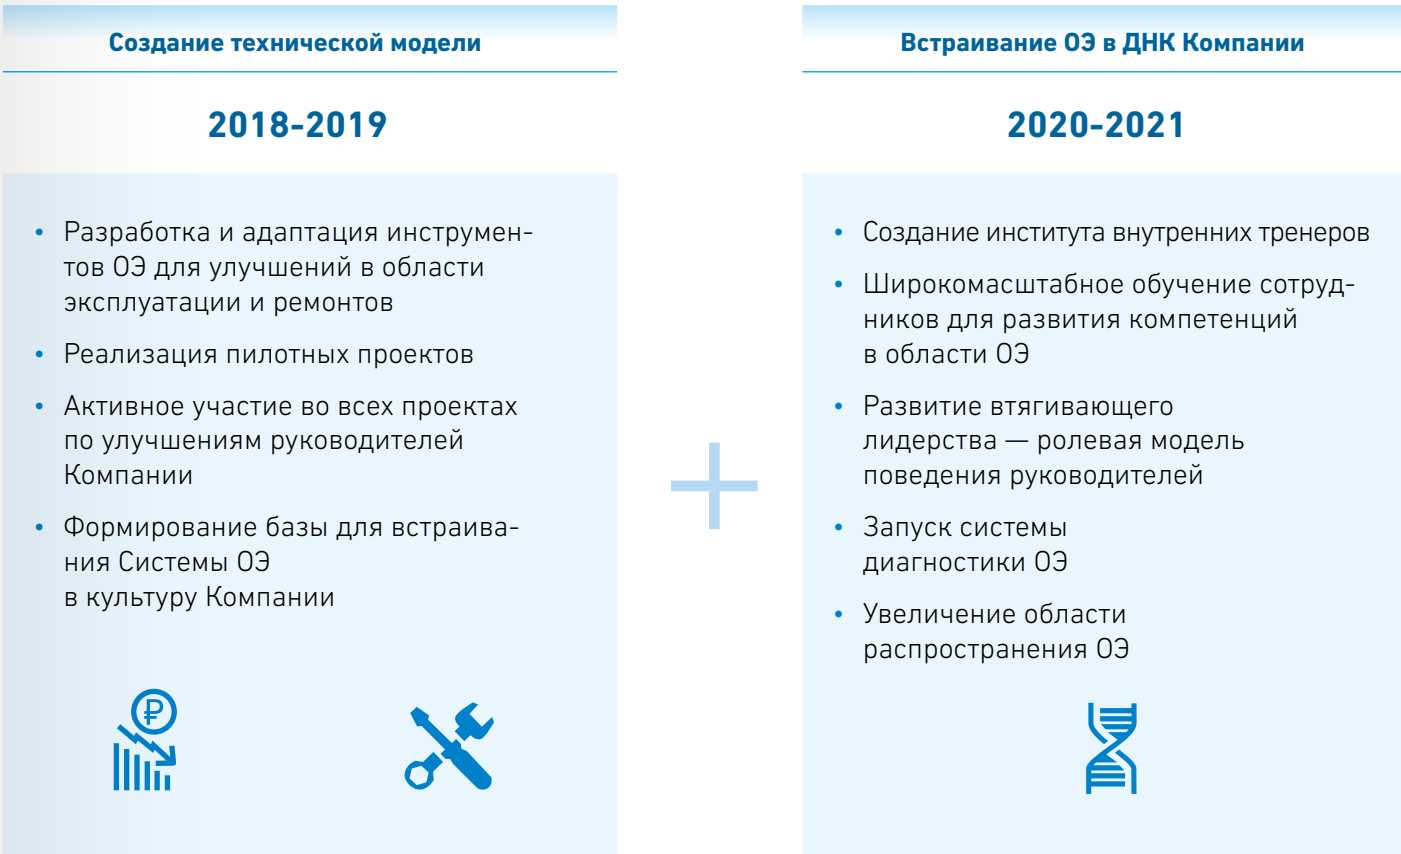 Создание технической модели
2018-2019
• Разработка и адаптация инструмен-
тов ОЭ для улучшений в области
эксплуатации и ремонтов
• Реализация пилотных проектов
• Активное участие во всех проектах
по улучшениям руководителей
Компании
• Формирование базы для встраива-
ния Системы ОЭ
в культуру Компании
₽
Встраивание ОЭ в ДНК Компании
2020-2021
• Создание института внутренних тренеров
• Широкомасштабное обучение сотруд-
ников для развития компетенций
в области ОЭ
• Развитие втягивающего
лидерства — ролевая модель
поведения руководителей
• Запуск системы
диагностики ОЭ
• Увеличение области
распространения ОЭ